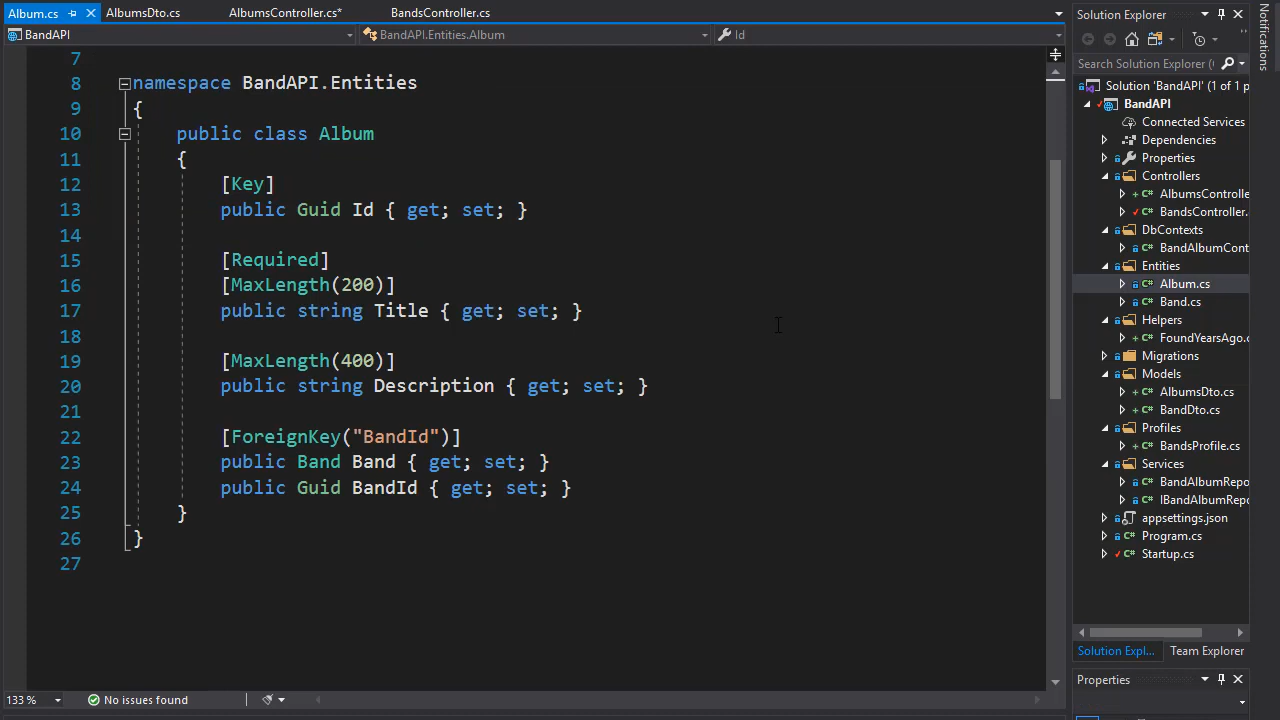 Album.cs
AlbumsDto.cs
AlbumsController.cs*
BandsController.cs
BandAPI
BandAPI.Entities.Album
Id
7
8 namespace BandAPI.Entities
9 {
10 public class Album
11 {
12 [Key]
13 public Guid Id { get; set; }
14
15 [Required]
16 [MaxLength(200)]
17 public string Title { get; set; }
18
19 [MaxLength(400)]
20 public string Description { get; set; }
21
22 [ForeignKey("BandId")]
23 public Band Band { get; set; }
24 public Guid BandId { get; set; }
25 }
26 }
27
133 %
No issues found
Solution Explorer
Search Solution Explorer (
Solution 'BandAPI' (1 of 1 p
BandAPI
Connected Services
Dependencies
Properties
Controllers
C# AlbumsControlle
C# BandsController.
DbContexts
C# BandAlbumCont
Entities
C# Album.cs
C# Band.cs
Helpers
C# FoundYearsAgo.c
Migrations
Models
C# AlbumsDto.cs
C# BandDto.cs
Profiles
C# BandsProfile.cs
Services
C# BandAlbumRepo
C# IBandAlbumRepo
appsettings.json
C# Program.cs
C# Startup.cs
Solution Expl...
Team Explorer
Properties
Notifications